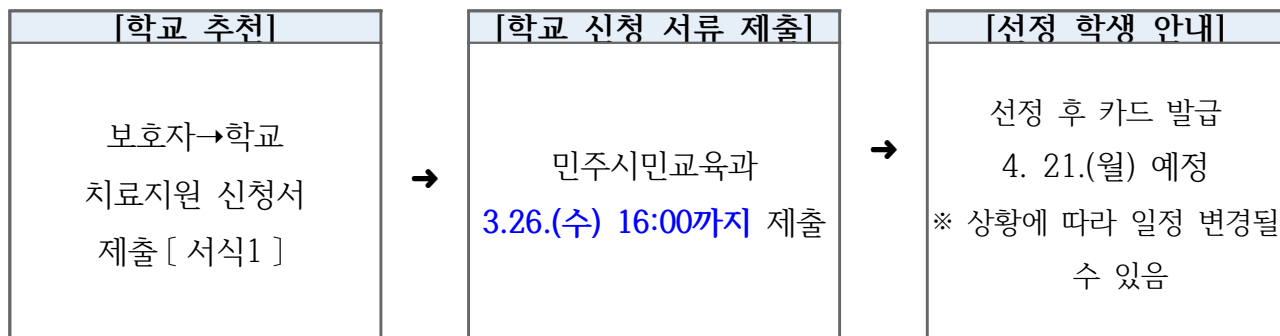 [학교 추천]
보호자→학교
치료지원 신청서
제출［서식1］
➜
[학교 신청 서류 제출]
민주시민교육과
3.26.(수) 16:00까지 제출
➜
[선정 학생 안내]
선정 후 카드 발급
4. 21.(월) 예정
※ 상황에 따라 일정 변경될
수 있음